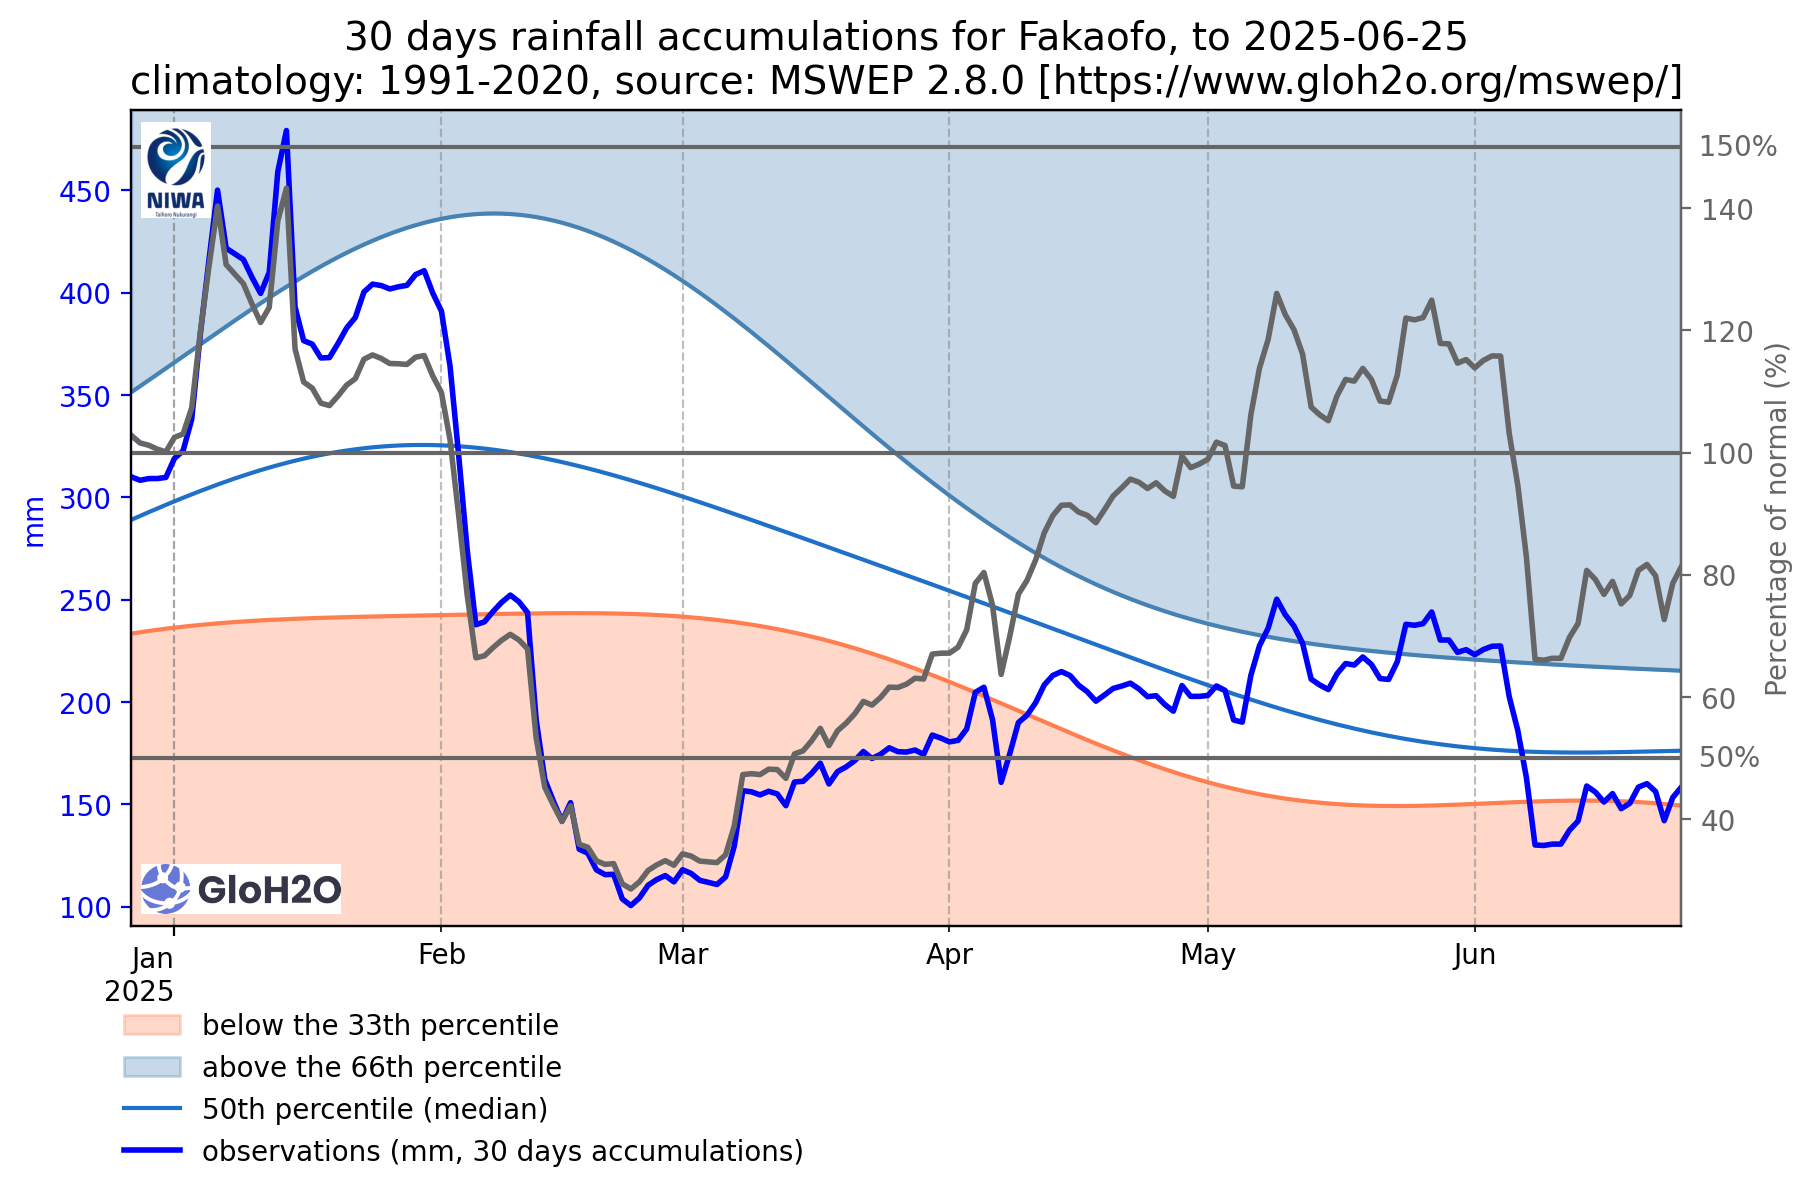 30 days rainfall accumulations for Fakaofo, to 2025-06-25
climatology: 1991-2020, source: MSWEP 2.8.0 [https://www.gloh2o.org/mswep/]
NIWA
Taihoro Nukurangi
450
400
350
300
250
200
150
100
mm
150%
140
120
100
80
60
50%
40
Percentage of normal (%)
GloH2O
Jan Feb Mar Apr May Jun
2025
below the 33th percentile
above the 66th percentile
50th percentile (median)
observations (mm, 30 days accumulations)